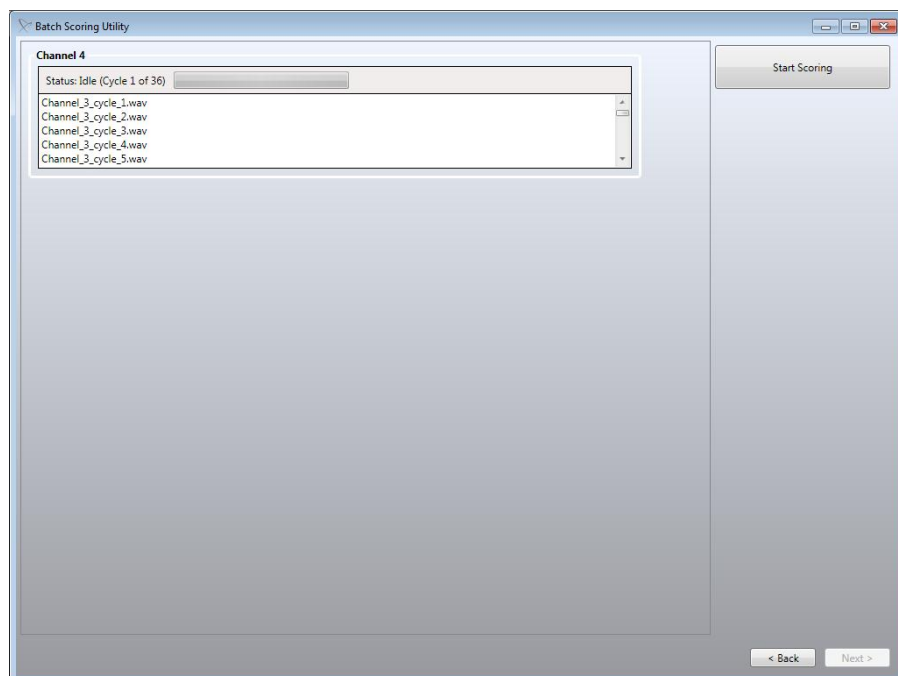 Batch Scoring Utility
Channel 4
Status: Idle (Cycle 1 of 36)
Channel_3_cycle_1.wav
Channel_3_cycle_2.wav
Channel_3_cycle_3.wav
Channel_3_cycle_4.wav
Channel_3_cycle_5.wav
Start Scoring
< Back
Next >